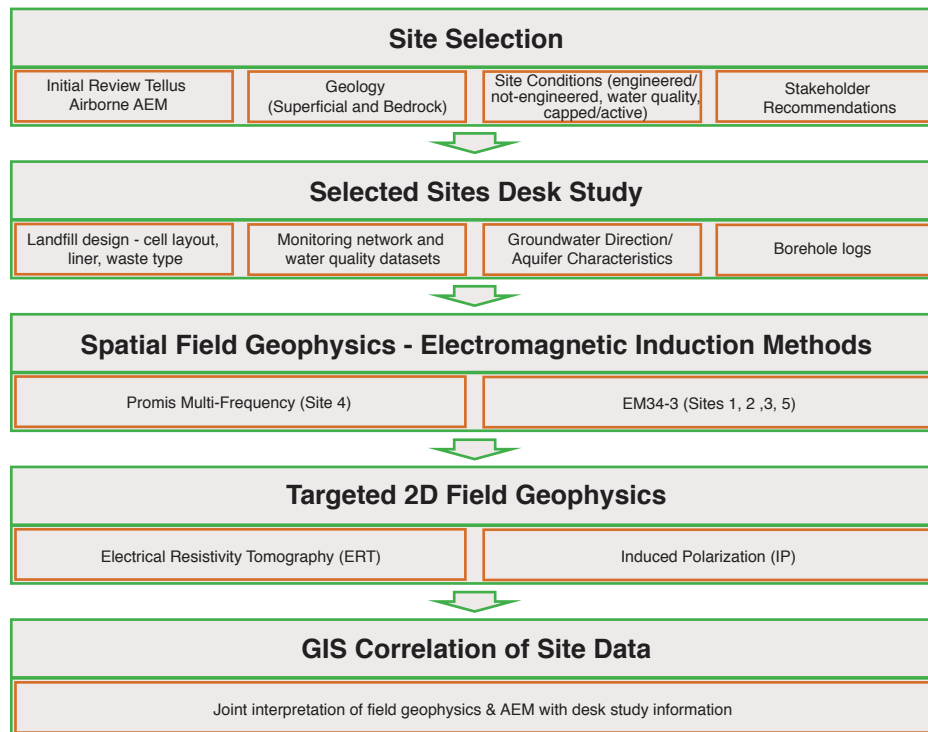 Site Selection
Initial Review Tellus
Airborne AEM
Geology
(Superficial and Bedrock)
Site Conditions (engineered/
not-engineered, water quality,
capped/active)
Stakeholder
Recommendations
Selected Sites Desk Study
Landfill design - cell layout,
liner, waste type
Monitoring network and
water quality datasets
Groundwater Direction/
Aquifer Characteristics
Borehole logs
Spatial Field Geophysics - Electromagnetic Induction Methods
Promis Multi-Frequency (Site 4)
EM34-3 (Sites 1, 2 ,3, 5)
Targeted 2D Field Geophysics
Electrical Resistivity Tomography (ERT)
Induced Polarization (IP)
GIS Correlation of Site Data
Joint interpretation of field geophysics & AEM with desk study information